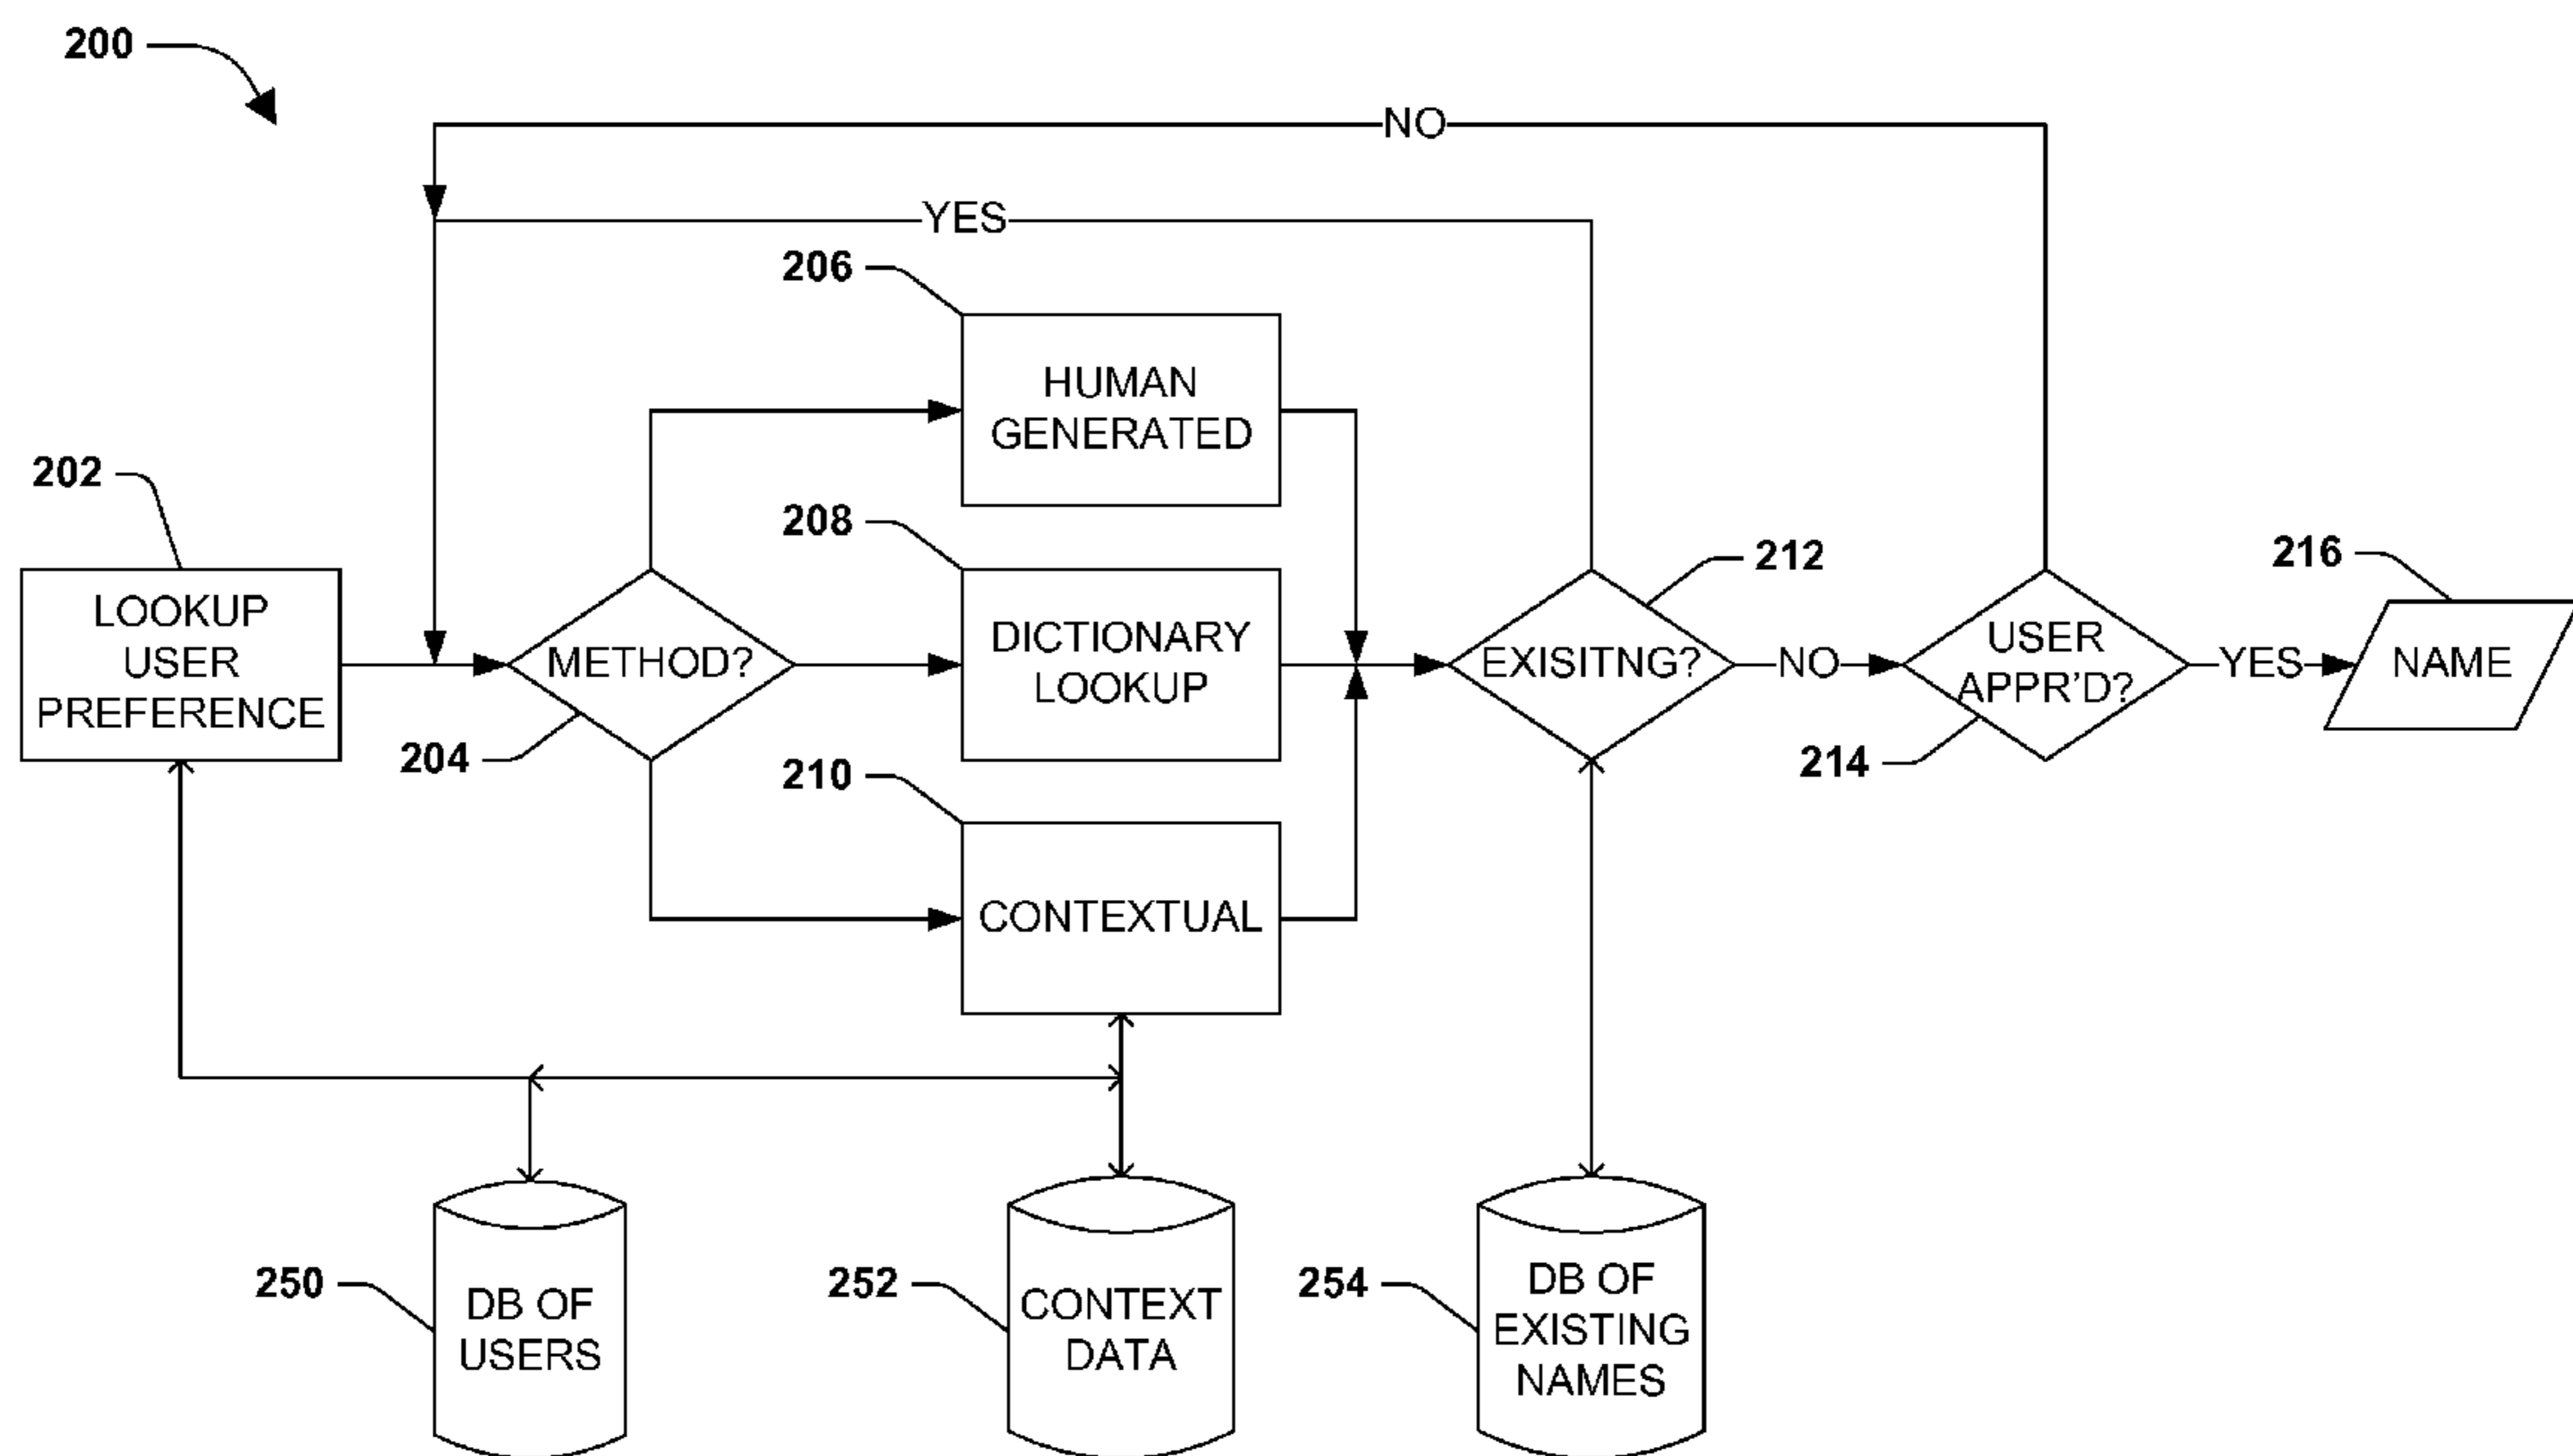 200
NO
YES
206
HUMAN
GENERATED
202
LOOKUP
USER
PREFERENCE
204
METHOD?
208
DICTIONARY
LOOKUP
210
CONTEXTUAL
212
EXISITNG?
NO
214
USER
APPR'D?
YES
216
NAME
250
DB OF
USERS
252
CONTEXT
DATA
254
DB OF
EXISTING
NAMES